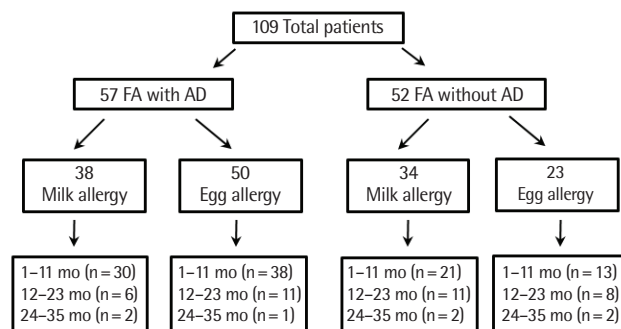 109 Total patients
57 FA with AD
52 FA without AD
38
Milk allergy
50
Egg allergy
34
Milk allergy
23
Egg allergy
1–11 mo (n = 30)
12–23 mo (n = 6)
24–35 mo (n = 2)
1–11 mo (n = 38)
12–23 mo (n = 11)
24–35 mo (n = 1)
1–11 mo (n = 21)
12–23 mo (n = 11)
24–35 mo (n = 2)
1–11 mo (n = 13)
12–23 mo (n = 8)
24–35 mo (n = 2)